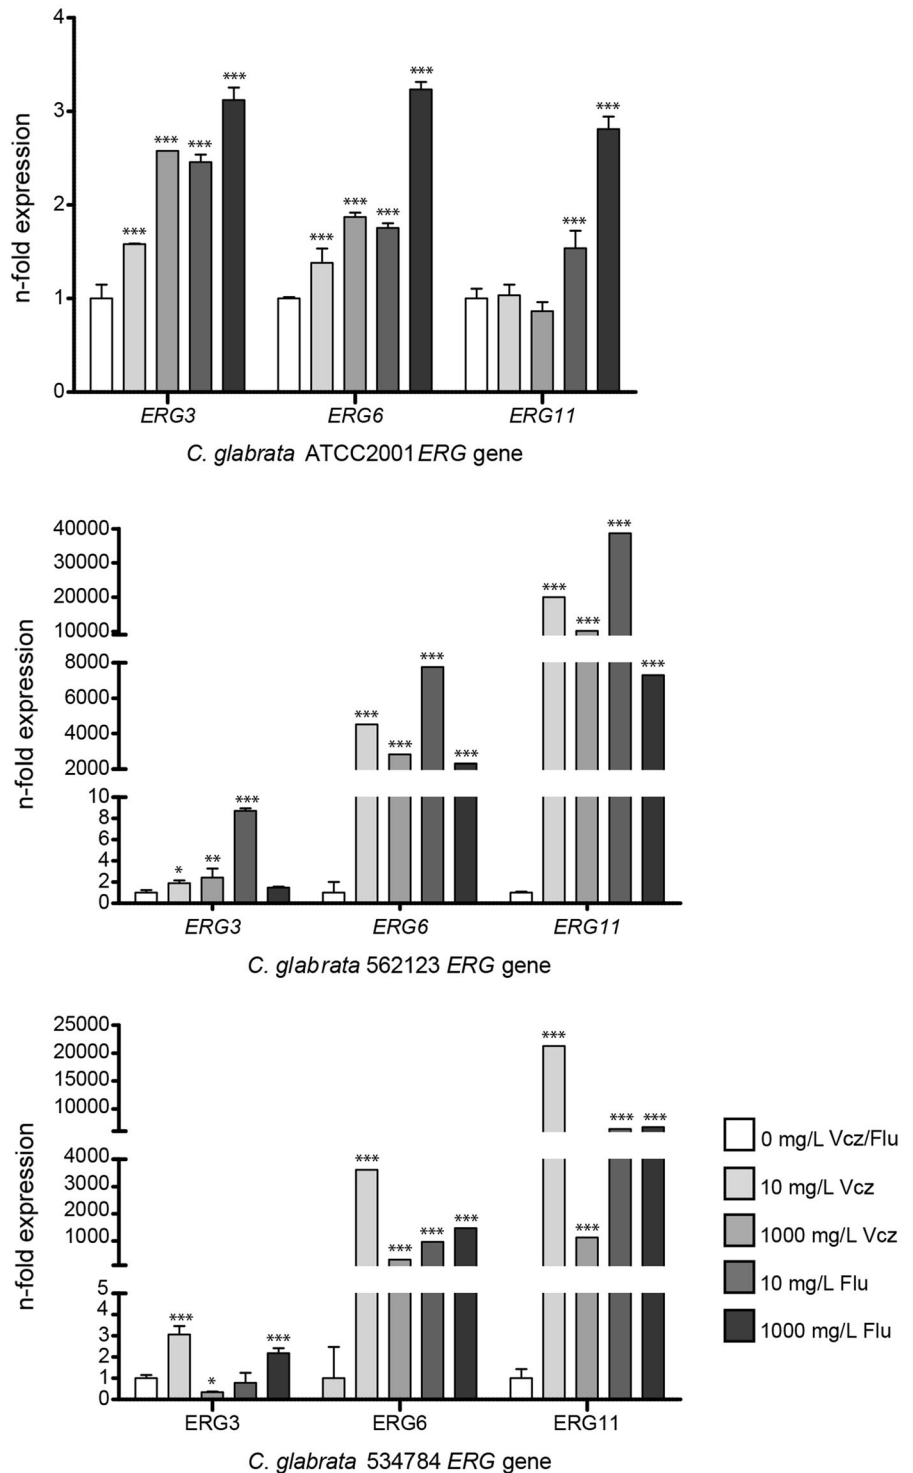 4
3
2
1
0
n-fold expression
*** *** *** ***
*** *** *** ***
*** ***
ERG3 ERG6 ERG11
C. glabrata ATCC2001 ERG gene
40000
30000
20000
10000
8000
6000
4000
2000
10
8
6
4
2
0
n-fold expression
* ** ***
*** *** *** ***
*** *** *** ***
ERG3 ERG6 ERG11
C. glabrata 562123 ERG gene
25000
20000
15000
10000
4000
3000
2000
1000
5
4
3
2
1
0
n-fold expression
*** * ***
*** *** *** ***
*** *** *** ***
ERG3 ERG6 ERG11
C. glabrata 534784 ERG gene
0 mg/L Vcz/Flu
10 mg/L Vcz
1000 mg/L Vcz
10 mg/L Flu
1000 mg/L Flu